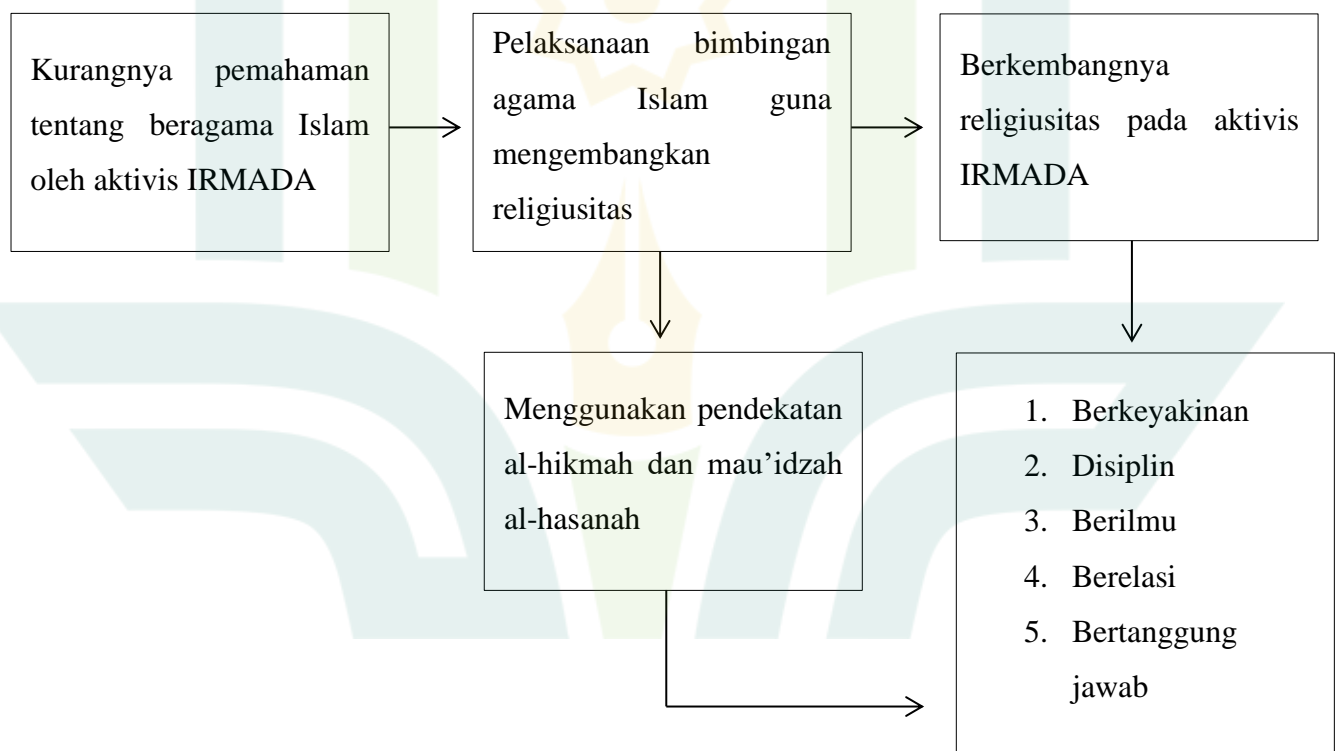 Kurangnya pemahaman
tentang beragama Islam
oleh aktivis IRMADA
Pelaksanaan bimbingan
agama Islam guna
mengembangkan
religiusitas
Berkembangnya
religiusitas pada aktivis
IRMADA
Menggunakan pendekatan
al-hikmah dan mau’idzah
al-hasanah
1. Berkeyakinan
2. Disiplin
3. Berilmu
4. Berelasi
5. Bertanggung
jawab